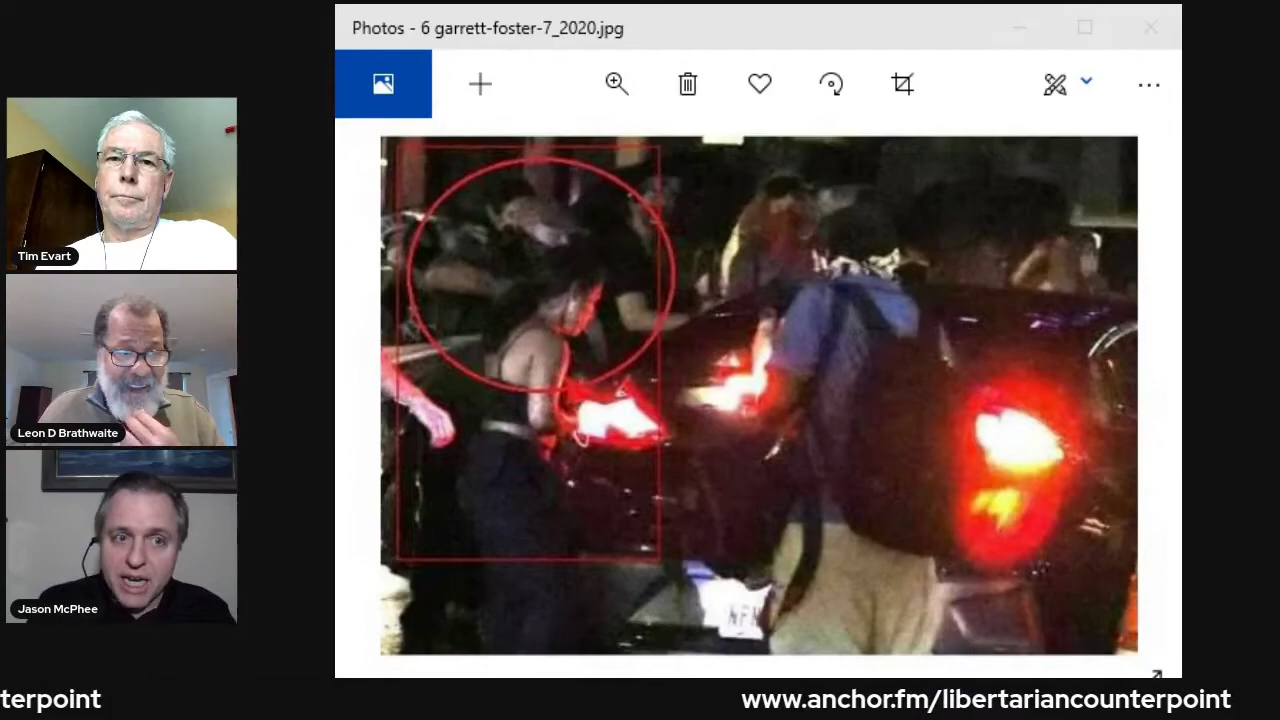 Photos - 6 garrett-foster-7_2020.jpg
Tim Evart
Leon D Brathwaite
Jason McPhee
terpoint
www.anchor.fm/libertariancounterpoint